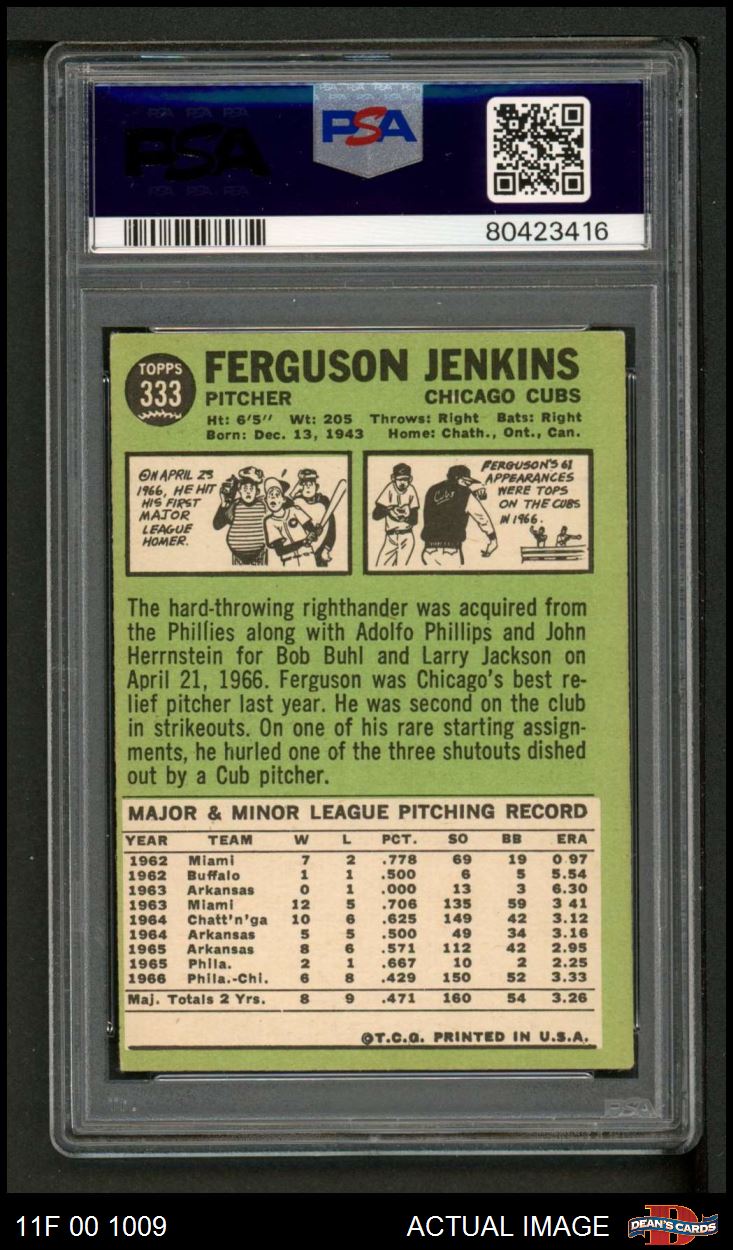 PSA
80423416
TOPPS
333
FERGUSON JENKINS
PITCHER CHICAGO CUBS
Ht: 6'5" Wt: 205 Throws: Right Bats: Right
Born: Dec. 13, 1943 Home: Chath., Ont., Can.
ON APRIL 23
1966, HE HIT
HIS FIRST
MAJOR
LEAGUE
HOMER.
FERGUSON'S 61
APPEARANCES
WERE TOPS
ON THE CUBS
IN 1966.
Cubs
The hard-throwing righthander was acquired from
the Phillies along with Adolfo Phillips and John
Herrnstein for Bob Buhl and Larry Jackson on
April 21, 1966. Ferguson was Chicago's best re-
lief pitcher last year. He was second on the club
in strikeouts. On one of his rare starting assign-
ments, he hurled one of the three shutouts dished
out by a Cub pitcher.
MAJOR & MINOR LEAGUE PITCHING RECORD
YEAR TEAM W L PCT. SO BB ERA
1962 Miami 7 2 .778 69 19 0.97
1962 Buffalo 1 1 .500 6 5 5.54
1963 Arkansas 0 1 .000 13 3 6.30
1963 Miami 12 5 .706 135 59 3.41
1964 Chatt'n'ga 10 6 .625 149 42 3.12
1964 Arkansas 5 5 .500 49 34 3.16
1965 Arkansas 8 6 .571 112 42 2.95
1965 Phila. 2 1 .667 10 2 2.25
1966 Phila.-Chi. 6 8 .429 150 52 3.33
Maj. Totals 2 Yrs. 8 9 .471 160 54 3.26
©T.C.G. PRINTED IN U.S.A.
PSA
11F 00 1009 ACTUAL IMAGE DEAN'S CARDS